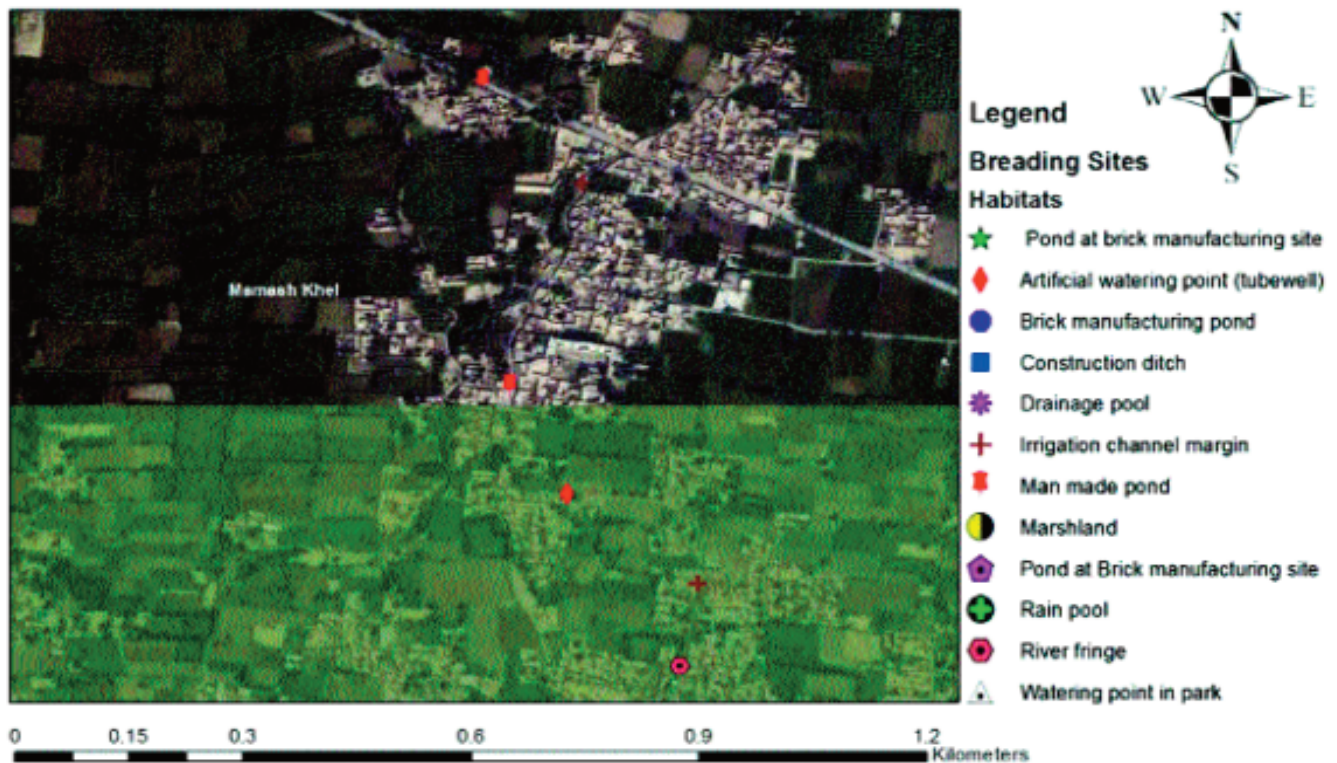 N
W E
S
Legend
Breading Sites
Habitats
Pond at brick manufacturing site
Artificial watering point (tubewell)
Brick manufacturing pond
Construction ditch
Drainage pool
Irrigation channel margin
Man made pond
Marshland
Pond at Brick manufacturing site
Rain pool
River fringe
Watering point in park
Mamash Khel
0 0.15 0.3 0.6 0.9 1.2
Kilometers